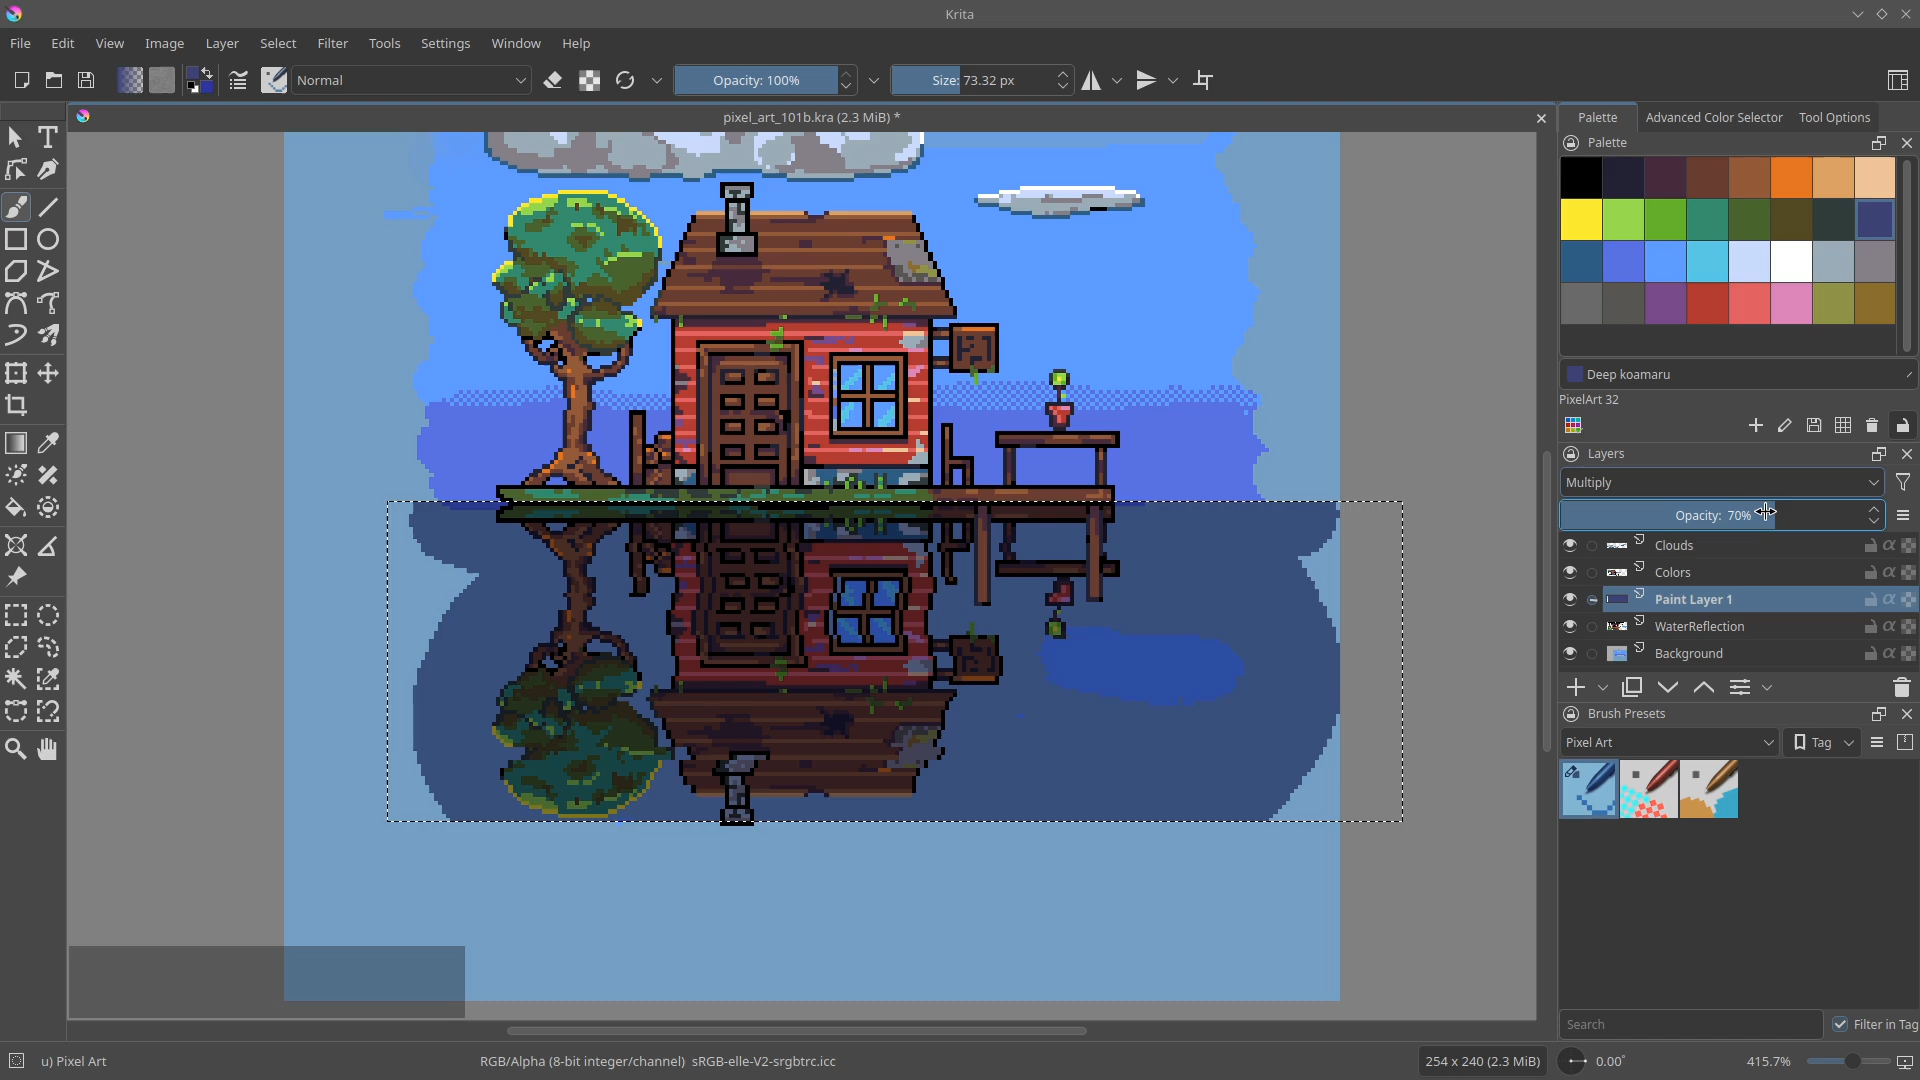 Krita
File Edit View Image Layer Select Filter Tools Settings Window Help
Normal Opacity: 100% Size: 73.32 px
pixel_art_101b.kra (2.3 MiB) *
Palette Advanced Color Selector Tool Options
Palette
Deep koamaru
PixelArt 32
Layers
Multiply
Opacity: 70%
Clouds
Colors
Paint Layer 1
WaterReflection
Background
Brush Presets
Pixel Art Tag
Search Filter in Tag
u) Pixel Art RGB/Alpha (8-bit integer/channel) sRGB-elle-V2-srgbtrc.icc 254 x 240 (2.3 MiB) 0.00° 415.7%